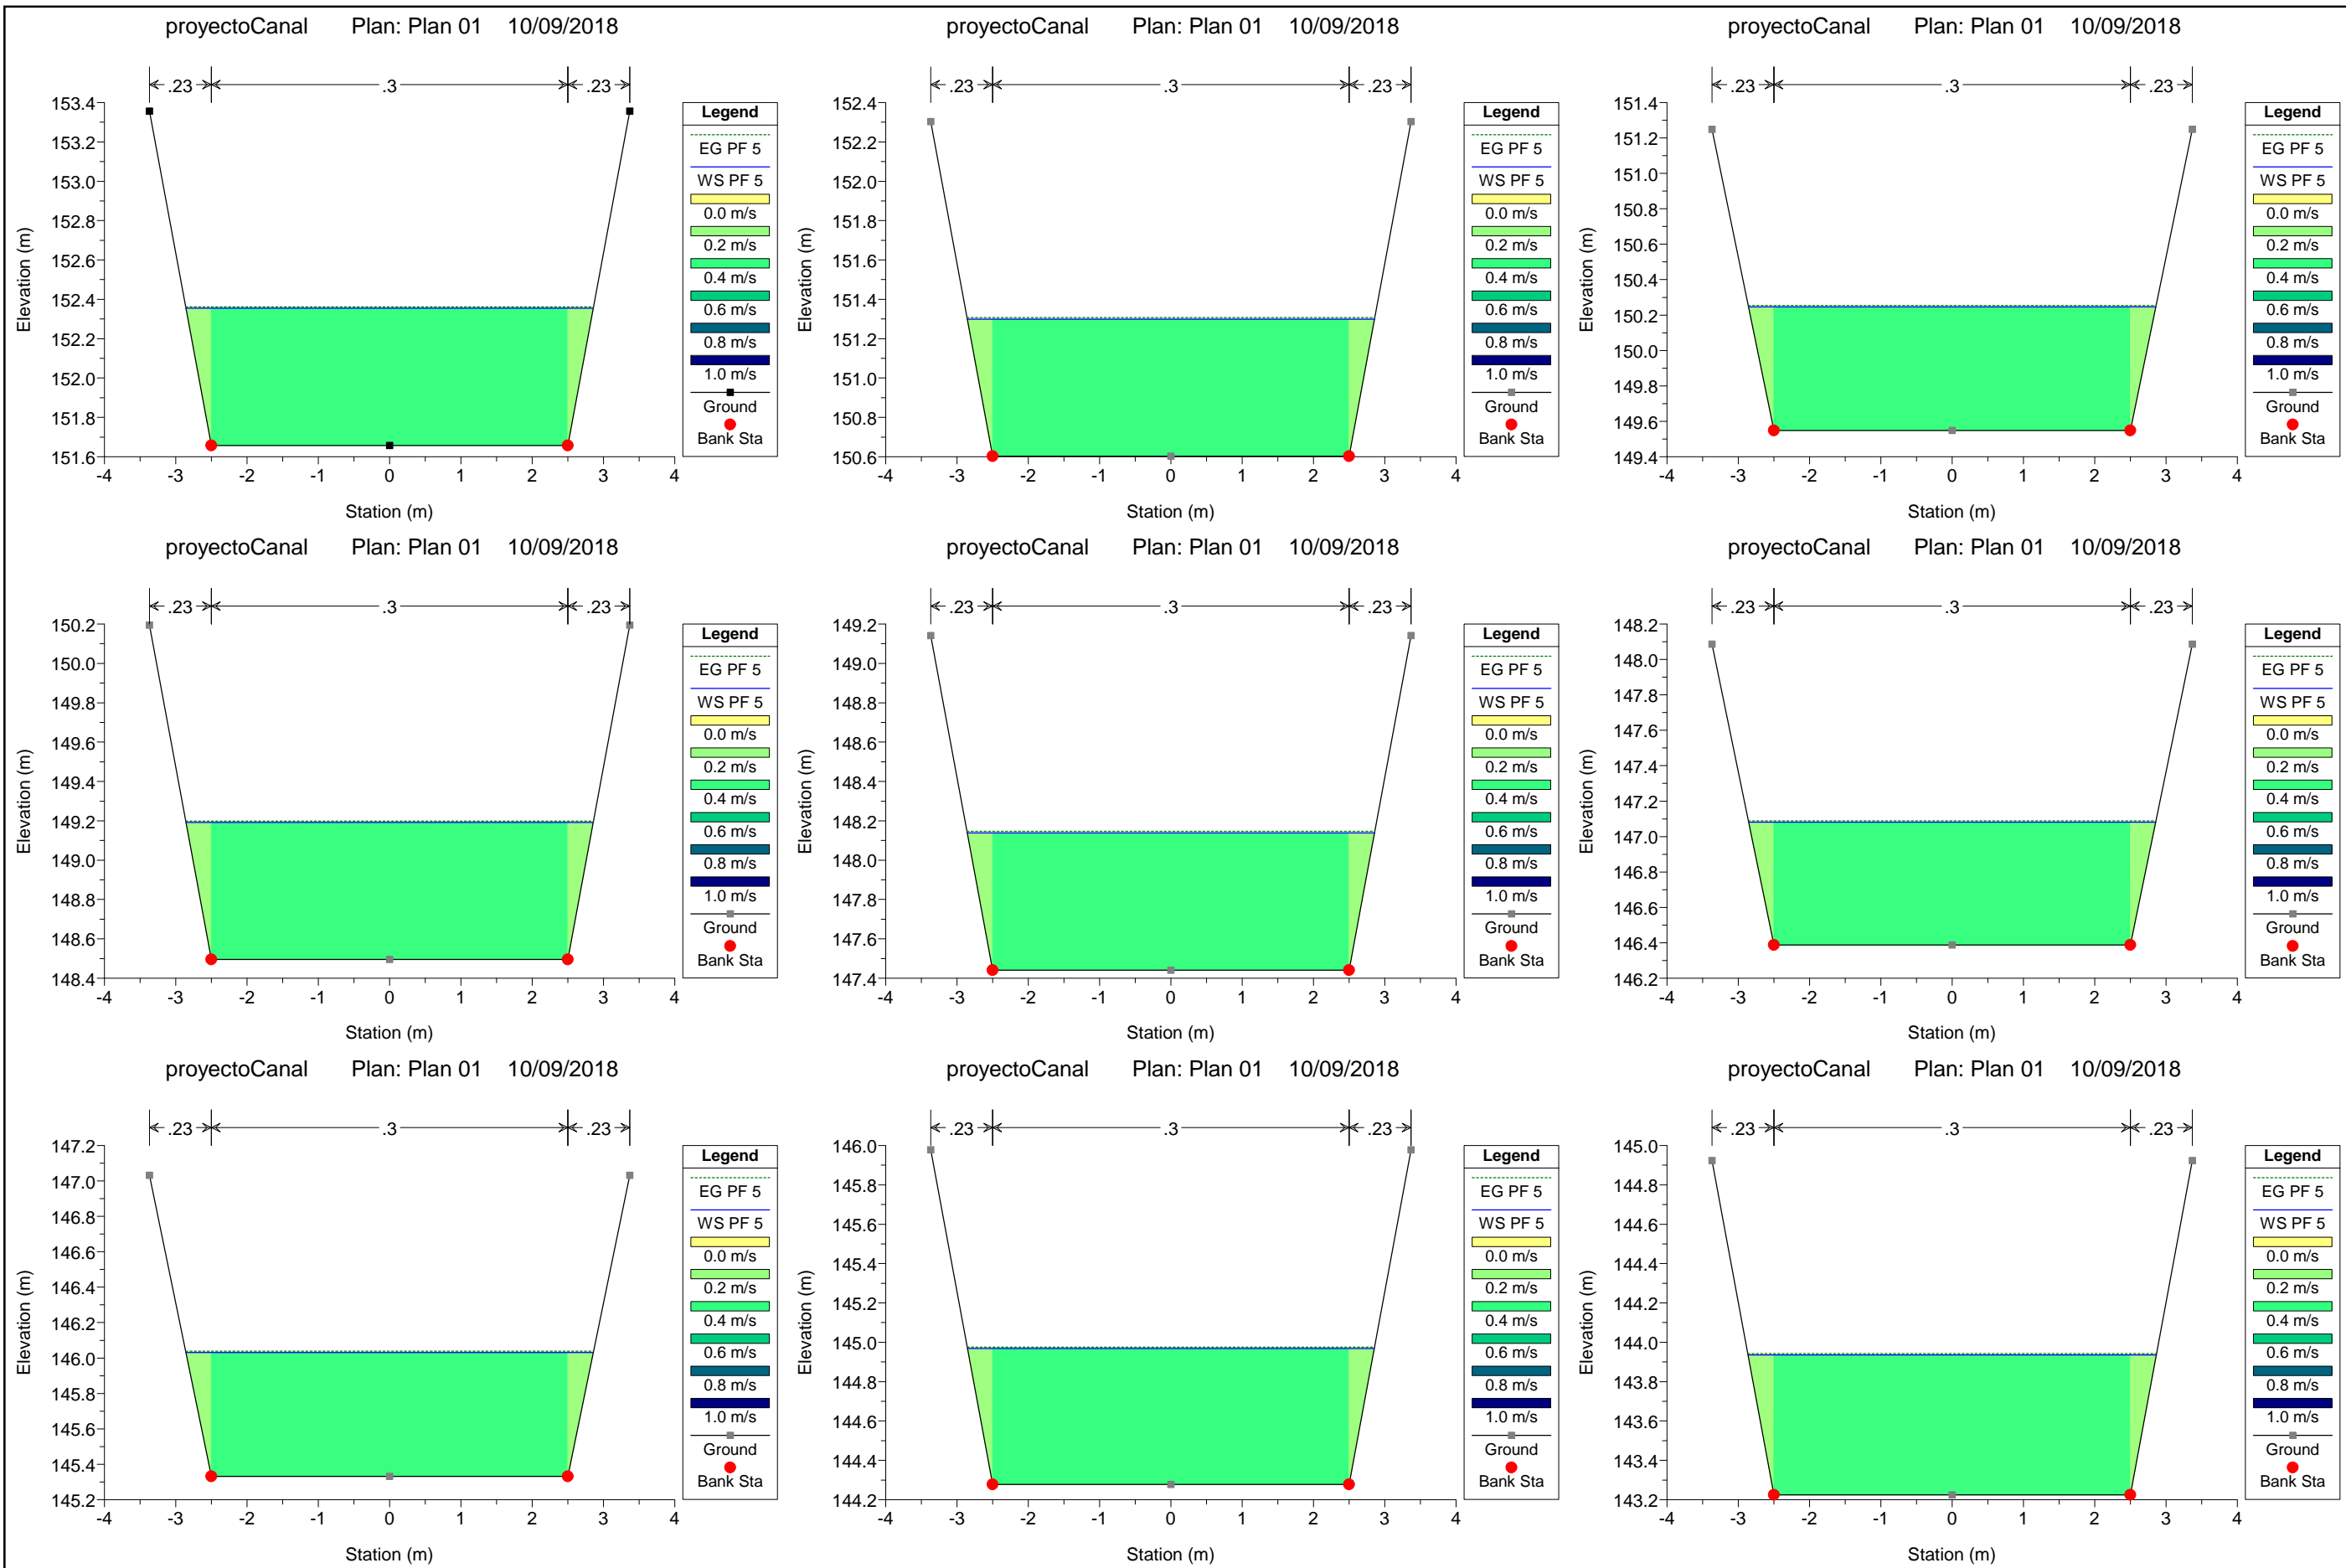 proyectoCanal Plan: Plan 01 10/09/2018
.23 .3 .23
153.4
153.2
153.0
152.8
152.6
152.4
152.2
152.0
151.8
151.6
Elevation (m)
-4 -3 -2 -1 0 1 2 3 4
Station (m)
Legend
EG PF 5
WS PF 5
0.0 m/s
0.2 m/s
0.4 m/s
0.6 m/s
0.8 m/s
1.0 m/s
Ground
Bank Sta
proyectoCanal Plan: Plan 01 10/09/2018
.23 .3 .23
152.4
152.2
152.0
151.8
151.6
151.4
151.2
151.0
150.8
150.6
Elevation (m)
-4 -3 -2 -1 0 1 2 3 4
Station (m)
Legend
EG PF 5
WS PF 5
0.0 m/s
0.2 m/s
0.4 m/s
0.6 m/s
0.8 m/s
1.0 m/s
Ground
Bank Sta
proyectoCanal Plan: Plan 01 10/09/2018
.23 .3 .23
151.4
151.2
151.0
150.8
150.6
150.4
150.2
150.0
149.8
149.6
149.4
Elevation (m)
-4 -3 -2 -1 0 1 2 3 4
Station (m)
Legend
EG PF 5
WS PF 5
0.0 m/s
0.2 m/s
0.4 m/s
0.6 m/s
0.8 m/s
1.0 m/s
Ground
Bank Sta
proyectoCanal Plan: Plan 01 10/09/2018
.23 .3 .23
150.2
150.0
149.8
149.6
149.4
149.2
149.0
148.8
148.6
148.4
Elevation (m)
-4 -3 -2 -1 0 1 2 3 4
Station (m)
Legend
EG PF 5
WS PF 5
0.0 m/s
0.2 m/s
0.4 m/s
0.6 m/s
0.8 m/s
1.0 m/s
Ground
Bank Sta
proyectoCanal Plan: Plan 01 10/09/2018
.23 .3 .23
149.2
149.0
148.8
148.6
148.4
148.2
148.0
147.8
147.6
147.4
Elevation (m)
-4 -3 -2 -1 0 1 2 3 4
Station (m)
Legend
EG PF 5
WS PF 5
0.0 m/s
0.2 m/s
0.4 m/s
0.6 m/s
0.8 m/s
1.0 m/s
Ground
Bank Sta
proyectoCanal Plan: Plan 01 10/09/2018
.23 .3 .23
148.2
148.0
147.8
147.6
147.4
147.2
147.0
146.8
146.6
146.4
146.2
Elevation (m)
-4 -3 -2 -1 0 1 2 3 4
Station (m)
Legend
EG PF 5
WS PF 5
0.0 m/s
0.2 m/s
0.4 m/s
0.6 m/s
0.8 m/s
1.0 m/s
Ground
Bank Sta
proyectoCanal Plan: Plan 01 10/09/2018
.23 .3 .23
147.2
147.0
146.8
146.6
146.4
146.2
146.0
145.8
145.6
145.4
145.2
Elevation (m)
-4 -3 -2 -1 0 1 2 3 4
Station (m)
Legend
EG PF 5
WS PF 5
0.0 m/s
0.2 m/s
0.4 m/s
0.6 m/s
0.8 m/s
1.0 m/s
Ground
Bank Sta
proyectoCanal Plan: Plan 01 10/09/2018
.23 .3 .23
146.0
145.8
145.6
145.4
145.2
145.0
144.8
144.6
144.4
144.2
Elevation (m)
-4 -3 -2 -1 0 1 2 3 4
Station (m)
Legend
EG PF 5
WS PF 5
0.0 m/s
0.2 m/s
0.4 m/s
0.6 m/s
0.8 m/s
1.0 m/s
Ground
Bank Sta
proyectoCanal Plan: Plan 01 10/09/2018
.23 .3 .23
145.0
144.8
144.6
144.4
144.2
144.0
143.8
143.6
143.4
143.2
Elevation (m)
-4 -3 -2 -1 0 1 2 3 4
Station (m)
Legend
EG PF 5
WS PF 5
0.0 m/s
0.2 m/s
0.4 m/s
0.6 m/s
0.8 m/s
1.0 m/s
Ground
Bank Sta